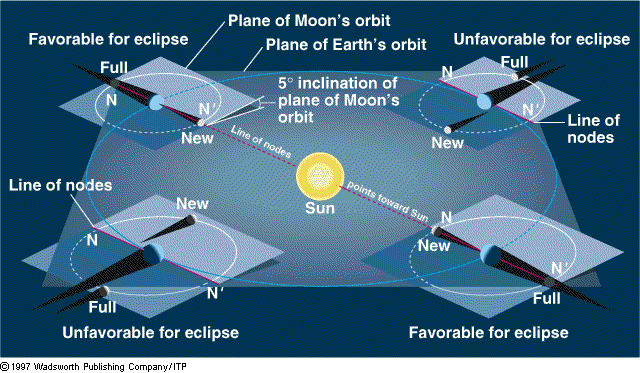 Plane of Moon's orbit
Favorable for eclipse
Plane of Earth's orbit
Unfavorable for eclipse
Full
Full
N
5° inclination of
plane of Moon's
orbit
N
N′
N′
New
New
Line of
nodes
Line of nodes
Line of nodes
points toward Sun
Sun
New
N
N
New
N′
N′
Full
Full
Unfavorable for eclipse
Favorable for eclipse
© 1997 Wadsworth Publishing Company/ITP